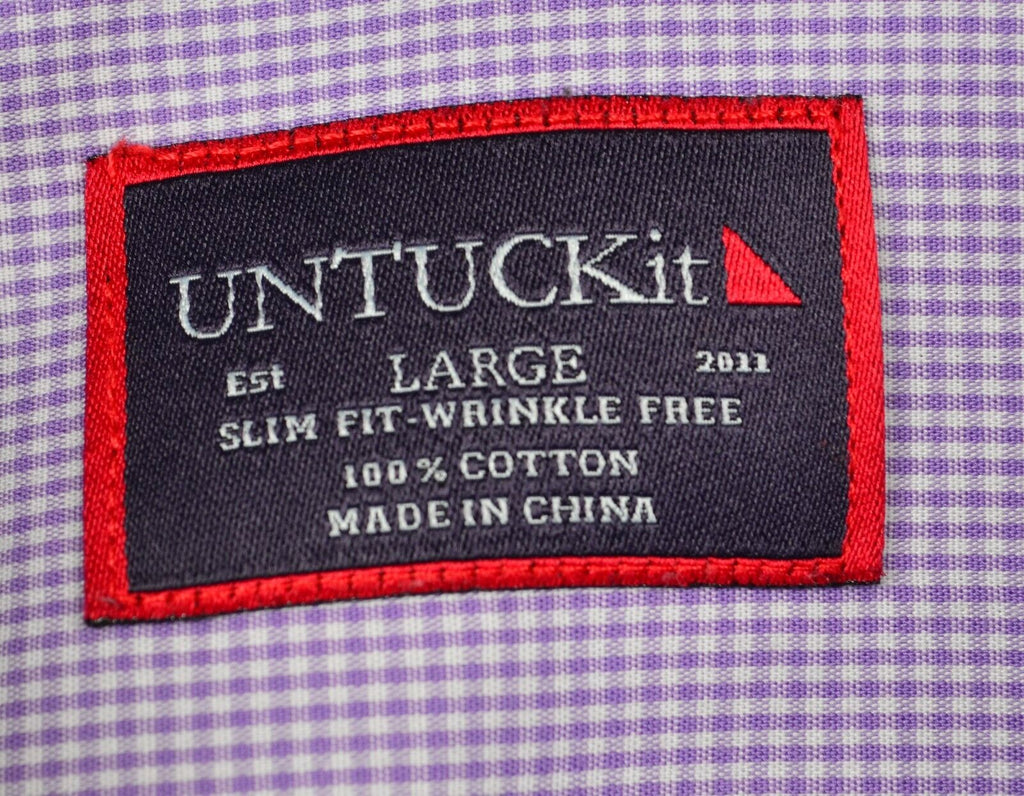 UNTUCKit
Est LARGE 2011
SLIM FIT-WRINKLE FREE
100% COTTON
MADE IN CHINA